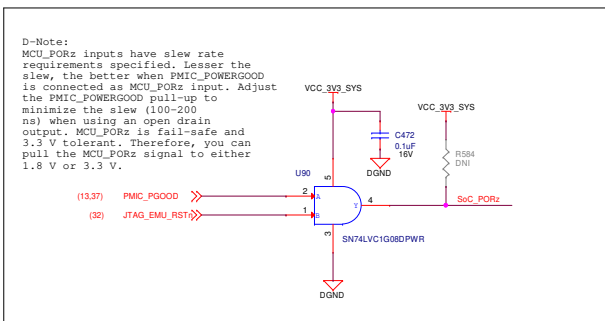 D-Note:
MCU_PORz inputs have slew rate
requirements specified. Lesser the
slew, the better when PMIC_POWERGOOD
is connected as MCU_PORz input. Adjust
the PMIC_POWERGOOD pull-up to
minimize the slew (100-200
ns) when using an open drain
output. MCU_PORz is fail-safe and
3.3 V tolerant. Therefore, you can
pull the MCU_PORz signal to either
1.8 V or 3.3 V.
VCC_3V3_SYS
VCC_3V3_SYS
C472
0.1uF
16V
R584
DNI
DGND
U90
5
(13,37) PMIC_PGOOD 2 A
Y 4 SoC_PORz
(32) JTAG_EMU_RSTn 1 B
3
SN74LVC1G08DPWR
DGND